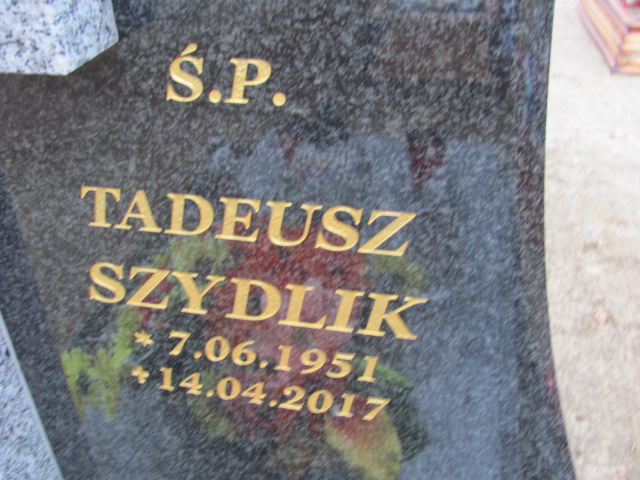 Ś.P.
TADEUSZ
SZYDLIK
* 7.06.1951
+14.04.2017